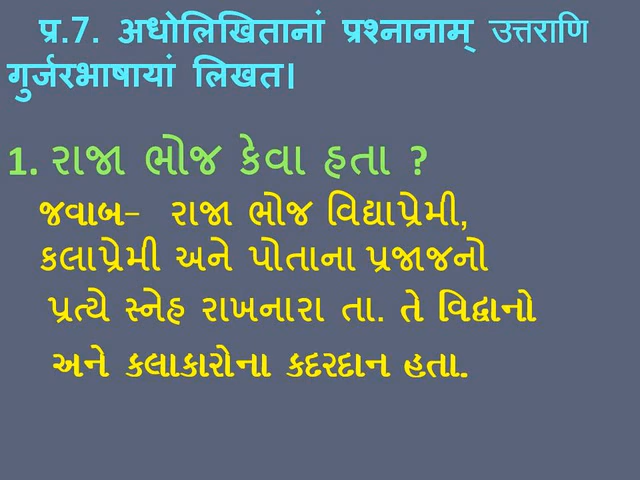 प्र.7. अधोलिखितानां प्रश्नानाम् उत्तराणि
गुर्जरभाषायां लिखत।
1. રાજા ભોજ કેવા હતા ?
જવાબ- રાજા ભોજ વિદ્યાપ્રેમી,
કલાપ્રેમી અને પોતાના પ્રજાજનો
પ્રત્યે સ્નેહ રાખનારા તા. તે વિદ્વાનો
અને કલાકારોના કદરદાન હતા.